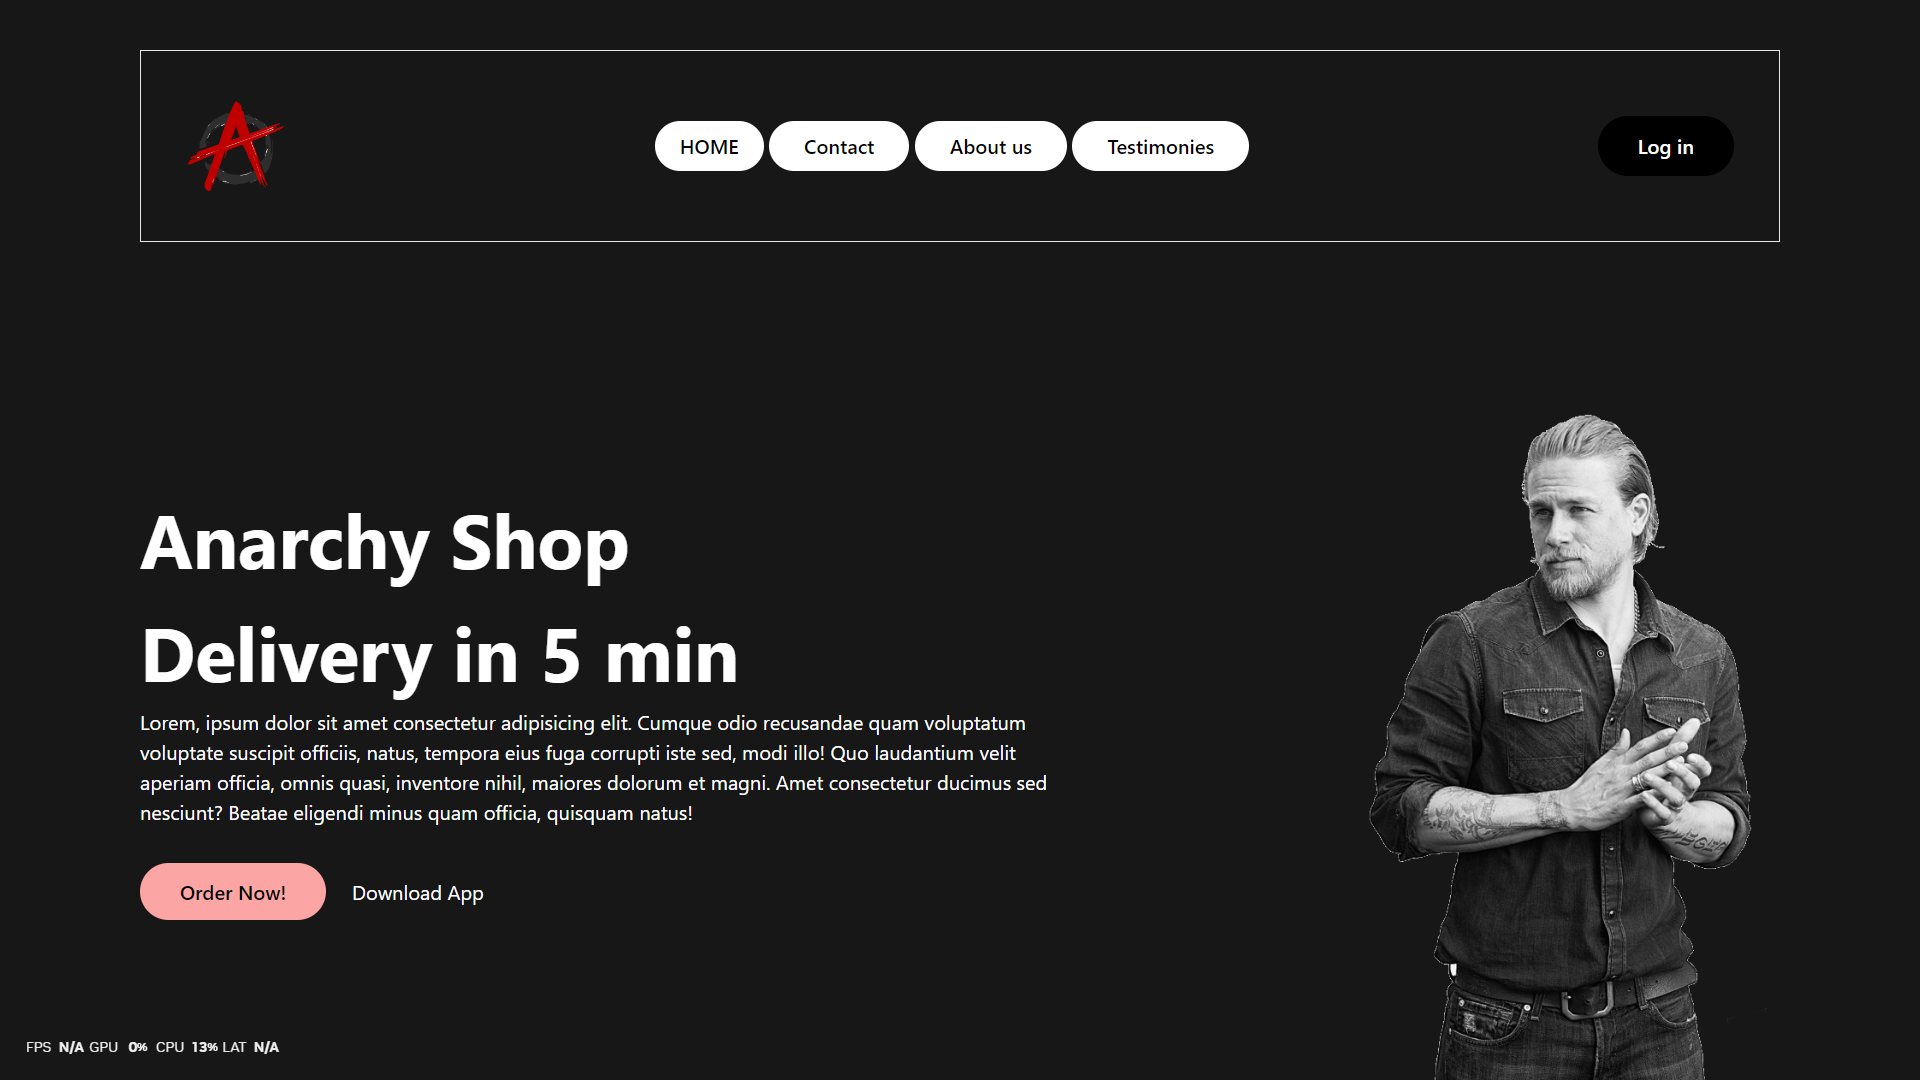 HOME Contact About us Testimonies Log in
Anarchy Shop
Delivery in 5 min
Lorem, ipsum dolor sit amet consectetur adipisicing elit. Cumque odio recusandae quam voluptatum
voluptate suscipit officiis, natus, tempora eius fuga corrupti iste sed, modi illo! Quo laudantium velit
aperiam officia, omnis quasi, inventore nihil, maiores dolorum et magni. Amet consectetur ducimus sed
nesciunt? Beatae eligendi minus quam officia, quisquam natus!
Order Now! Download App
FPS N/A GPU 0% CPU 13% LAT N/A